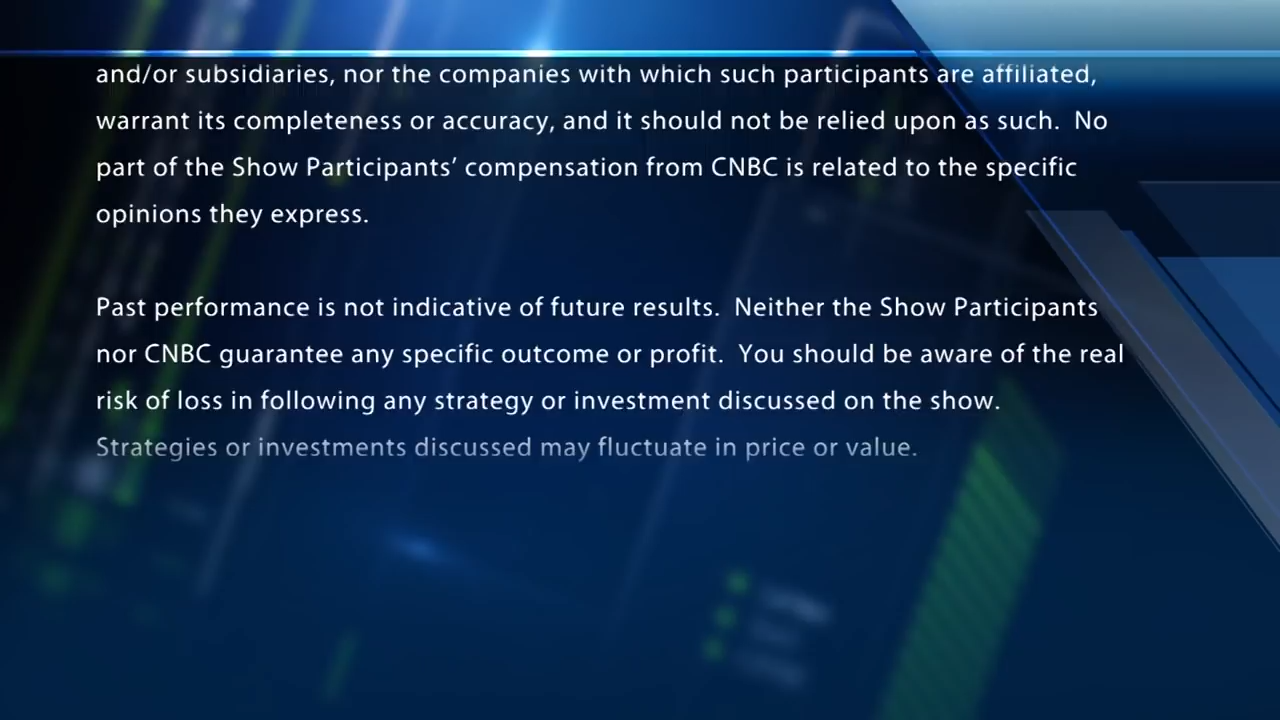 and/or subsidiaries, nor the companies with which such participants are affiliated,
warrant its completeness or accuracy, and it should not be relied upon as such.  No
part of the Show Participants’ compensation from CNBC is related to the specific
opinions they express.
Past performance is not indicative of future results.  Neither the Show Participants
nor CNBC guarantee any specific outcome or profit.  You should be aware of the real
risk of loss in following any strategy or investment discussed on the show.
Strategies or investments discussed may fluctuate in price or value.